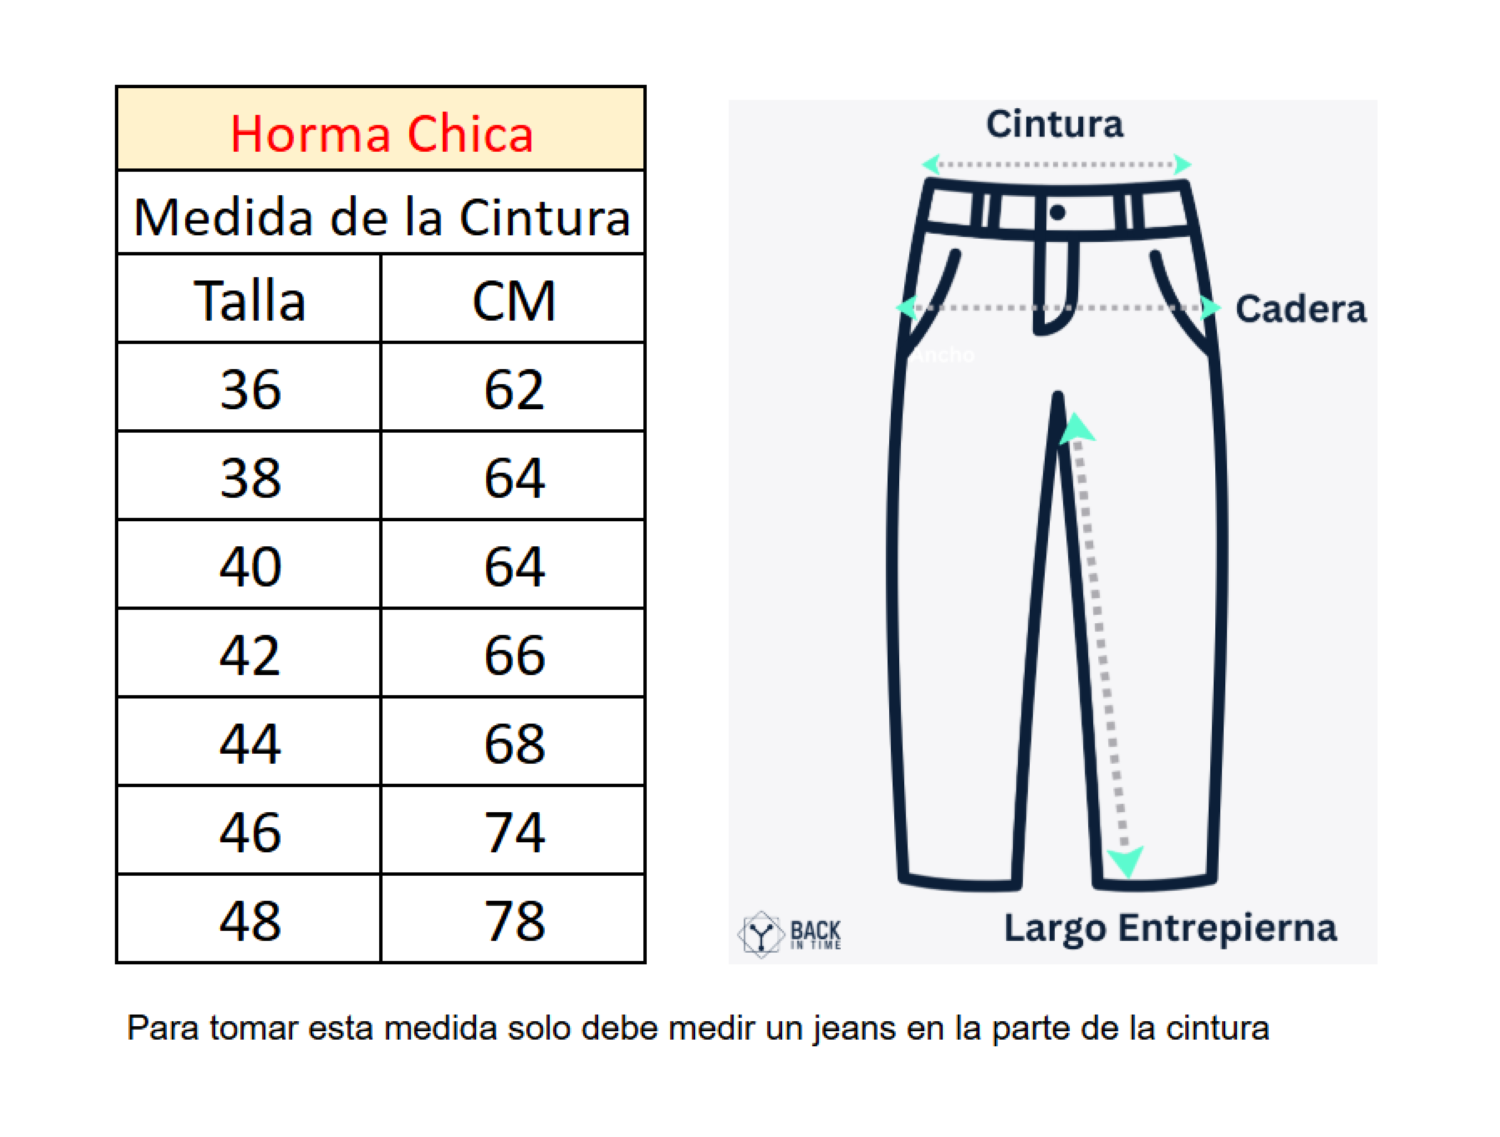 Horma Chica
Medida de la Cintura
Talla CM
36 62
38 64
40 64
42 66
44 68
46 74
48 78
Cintura
Cadera
Ancho
Largo Entrepierna
BACK
IN TIME
Para tomar esta medida solo debe medir un jeans en la parte de la cintura